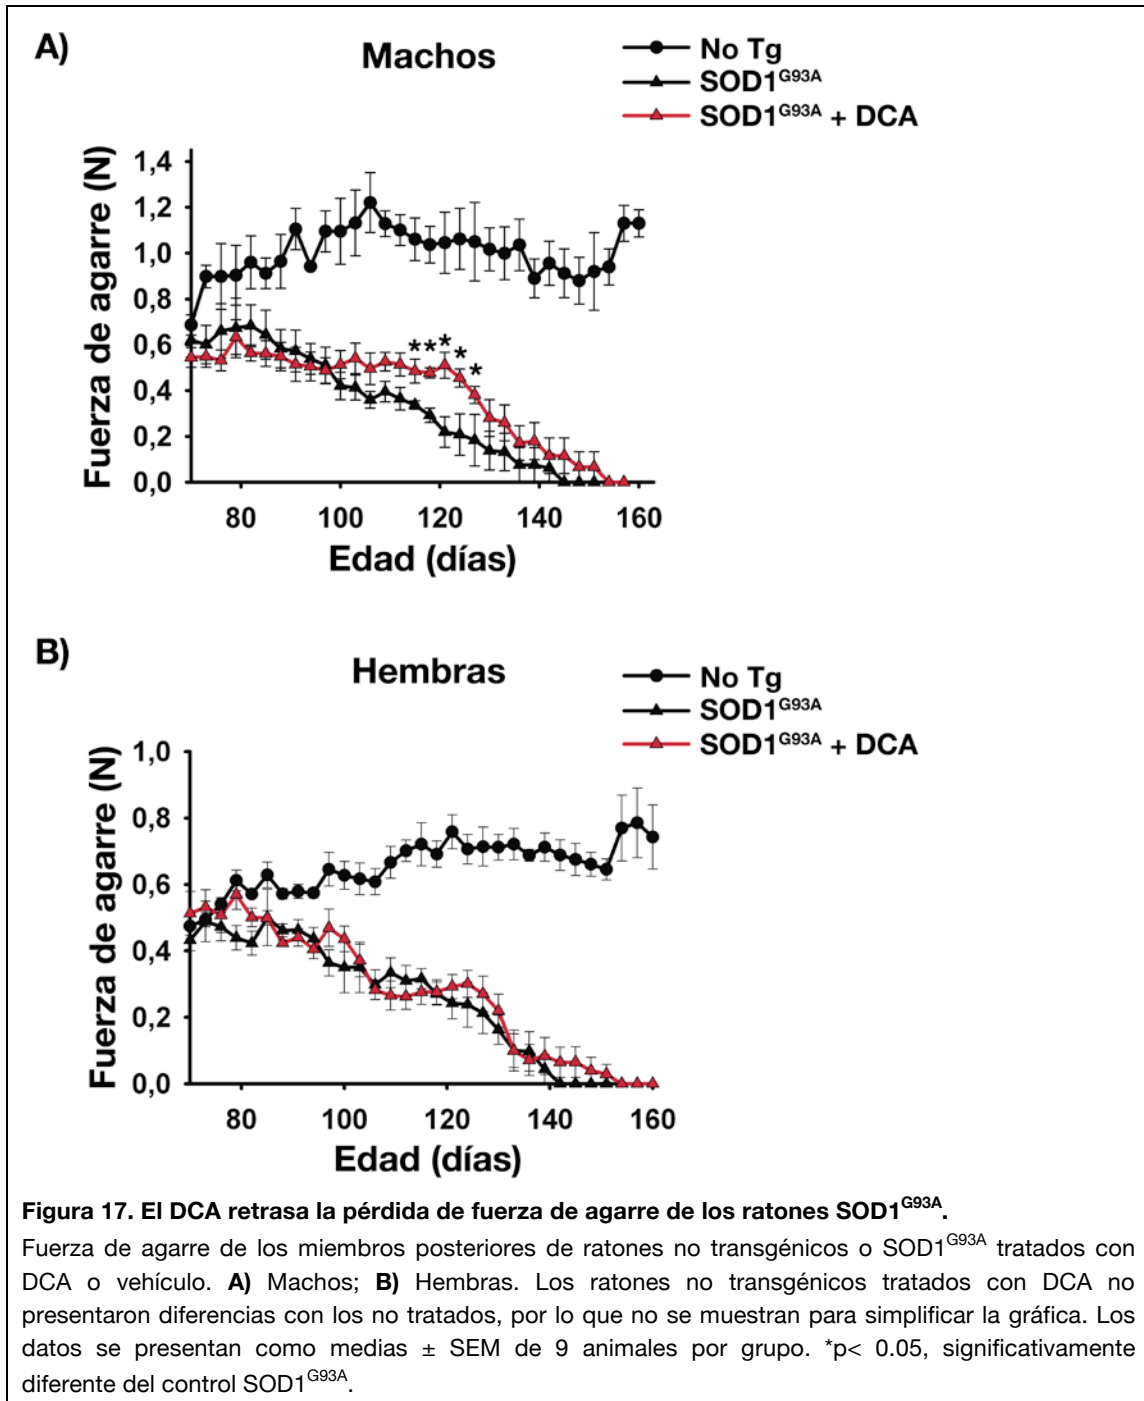 A)
Machos
No Tg
SOD1G93A
SOD1G93A + DCA
Fuerza de agarre (N)
1,4
1,2
1,0
0,8
0,6
0,4
0,2
0,0
**
*
*
*
80
100
120
140
160
Edad (días)
B)
Hembras
No Tg
SOD1G93A
SOD1G93A + DCA
Fuerza de agarre (N)
1,0
0,8
0,6
0,4
0,2
0,0
80
100
120
140
160
Edad (días)
Figura 17. El DCA retrasa la pérdida de fuerza de agarre de los ratones SOD1G93A.
Fuerza de agarre de los miembros posteriores de ratones no transgénicos o SOD1G93A tratados con
DCA o vehículo. A) Machos; B) Hembras. Los ratones no transgénicos tratados con DCA no
presentaron diferencias con los no tratados, por lo que no se muestran para simplificar la gráfica. Los
datos se presentan como medias ± SEM de 9 animales por grupo. *p< 0.05, significativamente
diferente del control SOD1G93A.